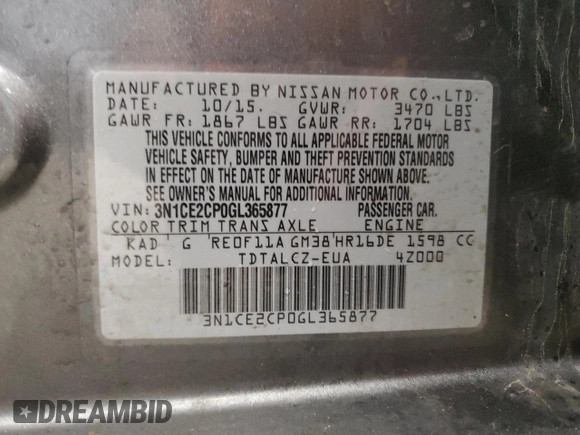 MANUFACTURED BY NISSAN MOTOR CO.,LTD.
DATE: 10/15. GVWR: 3470 LBS
GAWR FR: 1867 LBS GAWR RR: 1704 LBS
THIS VEHICLE CONFORMS TO ALL APPLICABLE FEDERAL MOTOR
VEHICLE SAFETY, BUMPER AND THEFT PREVENTION STANDARDS
IN EFFECT ON THE DATE OF MANUFACTURE SHOWN ABOVE.
SEE OWNER'S MANUAL FOR ADDITIONAL INFORMATION.
VIN: 3N1CE2CP0GL365877 PASSENGER CAR.
COLOR TRIM TRANS AXLE ENGINE
KAD G RE0F11A GM38 HR16DE 1598 CC
MODEL: TDTALCZ-EUA 4Z000
3N1CE2CP0GL365877
DREAMBID